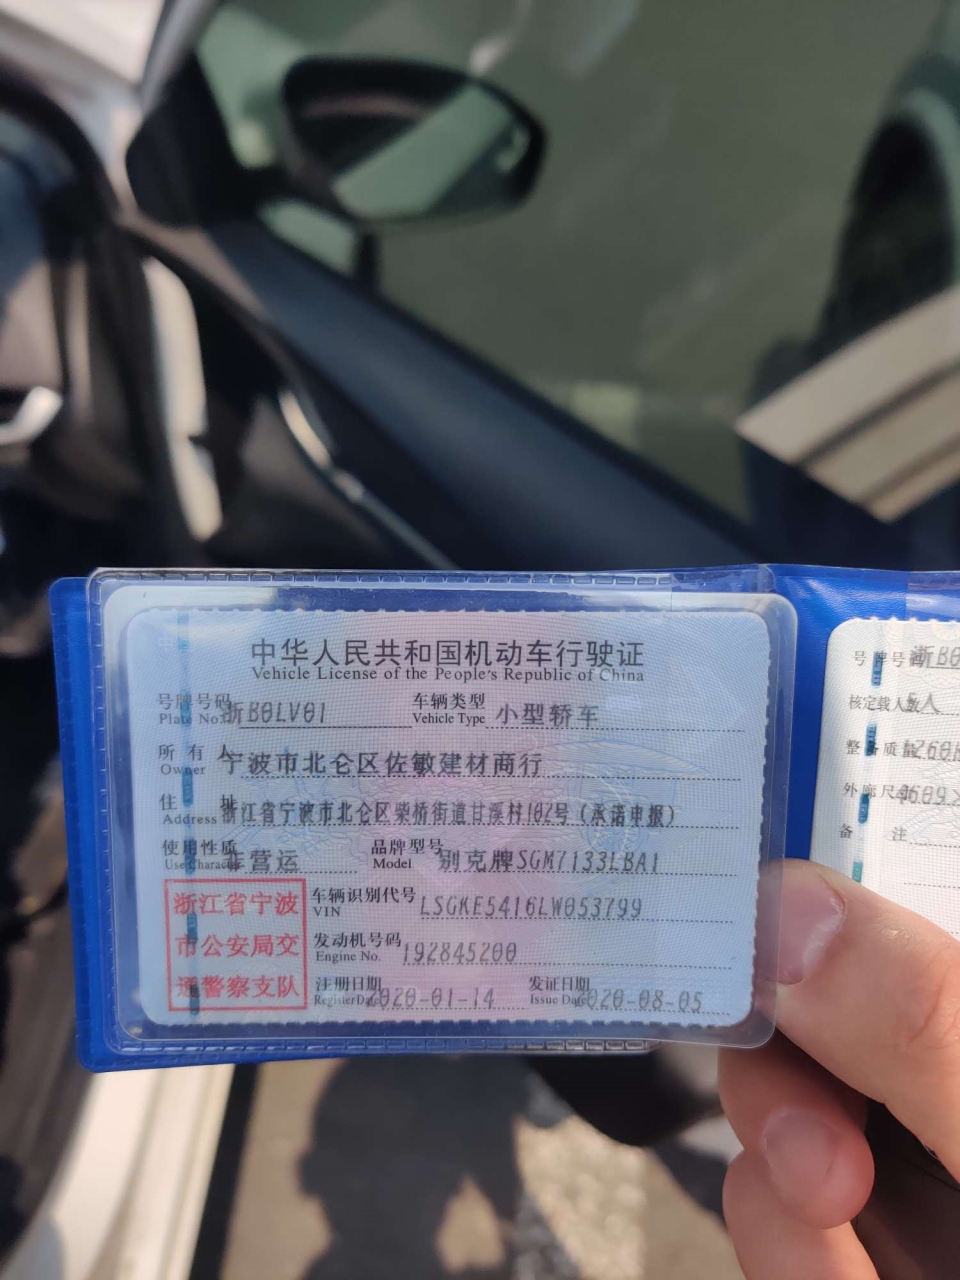 中华人民共和国机动车行驶证
Vehicle License of the People's Republic of China
号牌号码 浙B0LV01 车辆类型 小型轿车
Plate No. Vehicle Type
所有人 宁波市北仑区佐敏建材商行
Owner
住址 浙江省宁波市北仑区柴桥街道甘溪村102号(承诺申报)
Address
使用性质 非营运 品牌型号 别克牌SGM7133LBA1
Use Character Model
车辆识别代号 LSGKE5416LW053799
VIN
发动机号码 192845200
Engine No.
注册日期 2020-01-14 发证日期 2020-08-05
Register Date Issue Date
浙江省宁波
市公安局交
通警察支队
号牌号码 浙B0
核定载人数 5人
整备质量 1260
外廓尺 4609×
备注